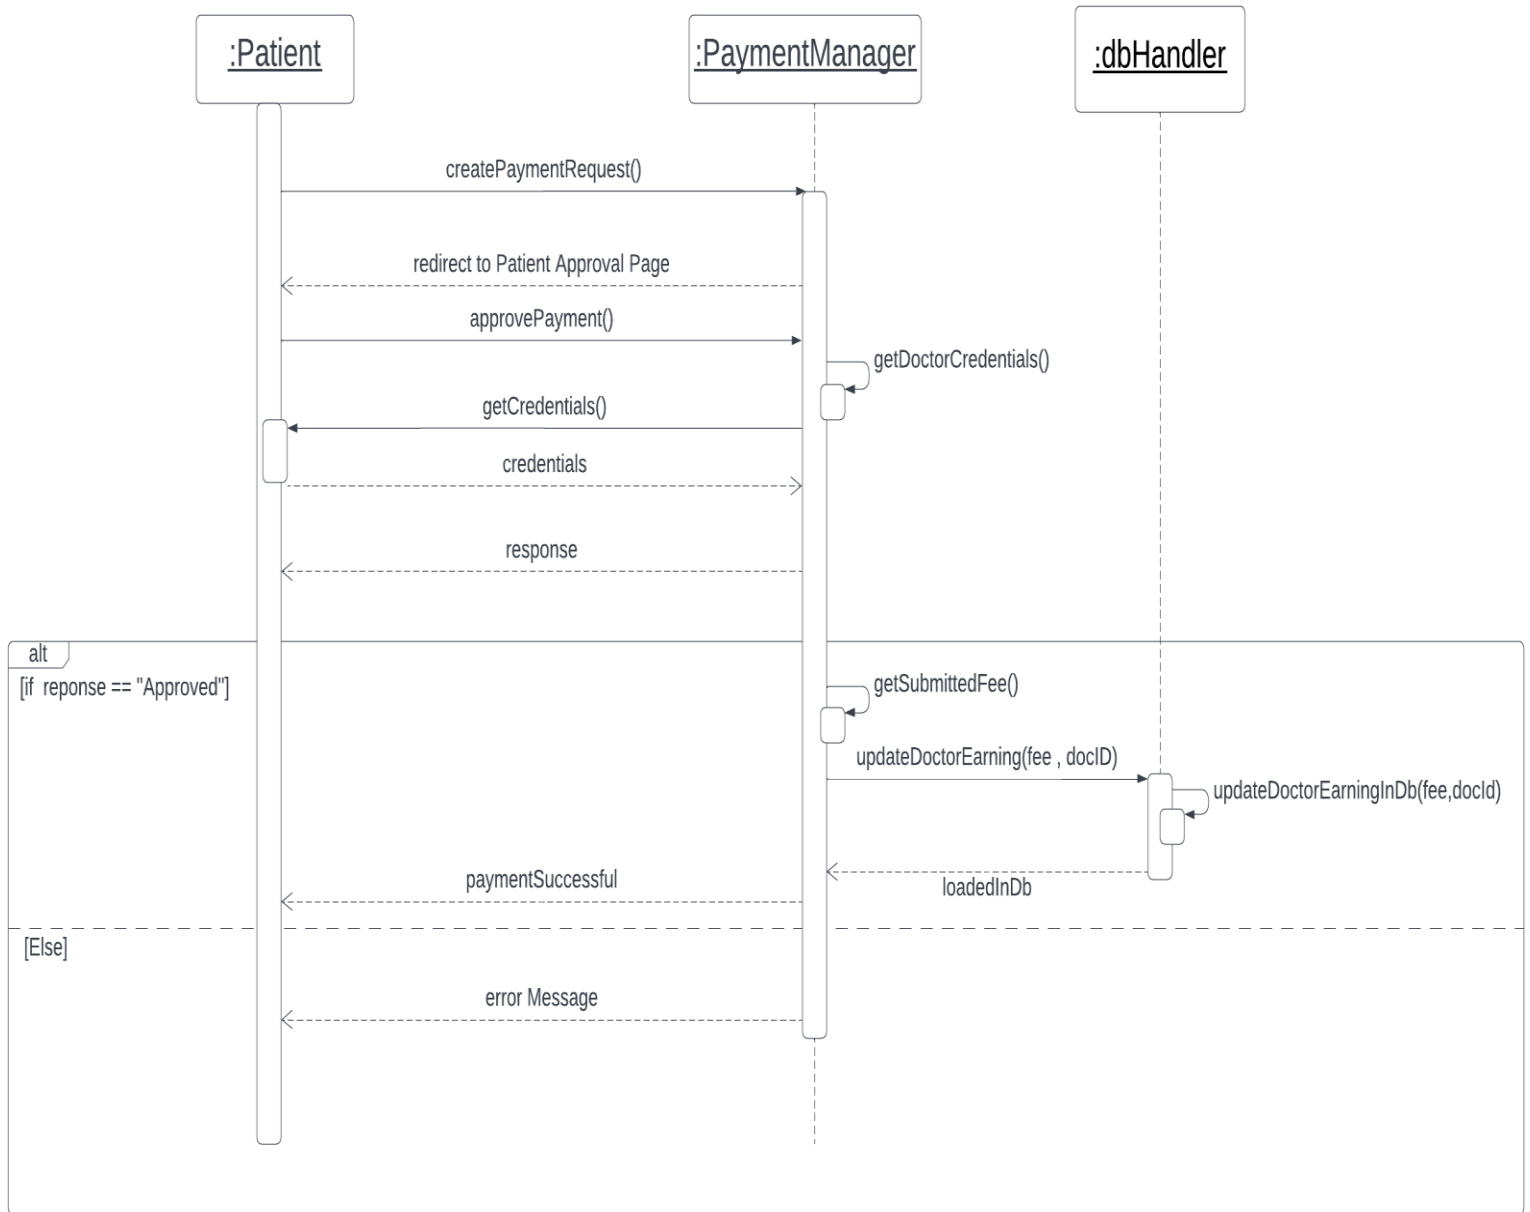 :Patient
:PaymentManager
:dbHandler
createPaymentRequest()
redirect to Patient Approval Page
approvePayment()
getDoctorCredentials()
getCredentials()
credentials
response
alt
[if  reponse == "Approved"]
getSubmittedFee()
updateDoctorEarning(fee , docID)
updateDoctorEarningInDb(fee,docId)
paymentSuccessful
loadedInDb
[Else]
error Message